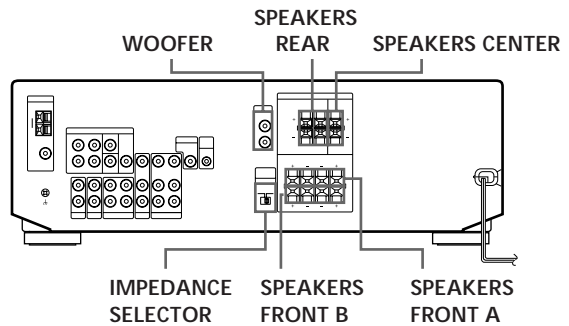 SPEAKERS
REAR
WOOFER
SPEAKERS CENTER
IMPEDANCE
SELECTOR
SPEAKERS
FRONT B
SPEAKERS
FRONT A